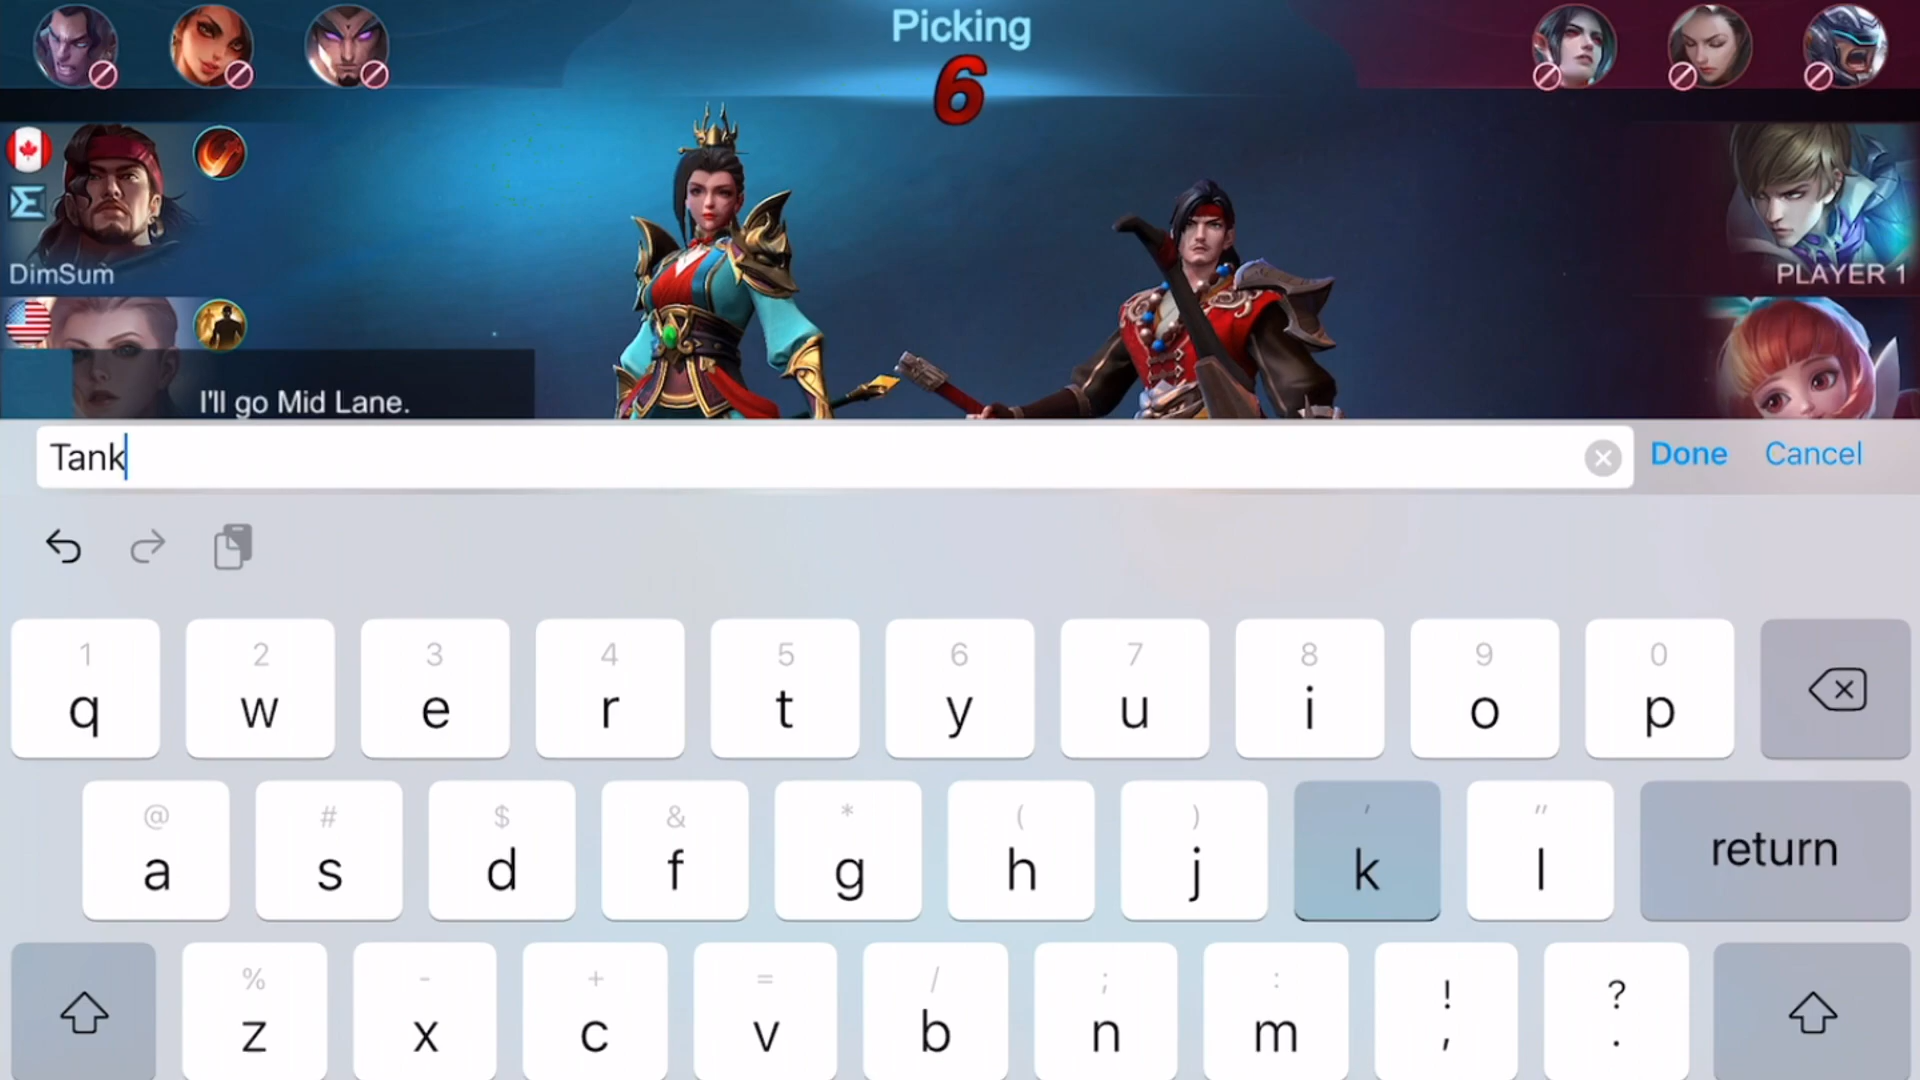 Picking
6
DimSum
PLAYER 1
I'll go Mid Lane.
Tank
Done
Cancel
1 2 3 4 5 6 7 8 9 0
q w e r t y u i o p
@ # $ & * ( ) ' "
a s d f g h j k l return
% - + = / ; : ! ?
z x c v b n m , .